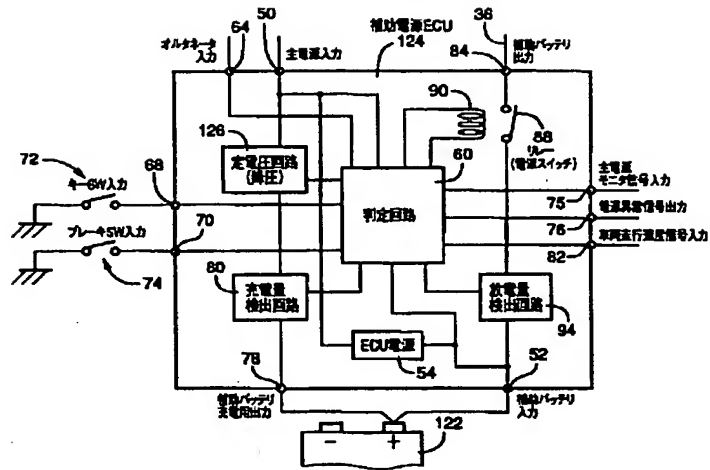 オルタネータ
入力
64
50
主電源入力
補助電源ECU
124
36
84
補助バッテリ
出力
90
126
定電圧回路
(降圧)
60
88
リレー
(電源スイッチ)
72
キーSW入力
68
主電源
モニタ信号入力
75
判定回路
電源異常信号出力
76
70
ブレーキSW入力
車両走行速度信号入力
82
74
80
充電量
検出回路
放電量
検出回路
94
ECU電源
54
78
52
補助バッテリ
充電用出力
補助バッテリ
入力
−
+
122